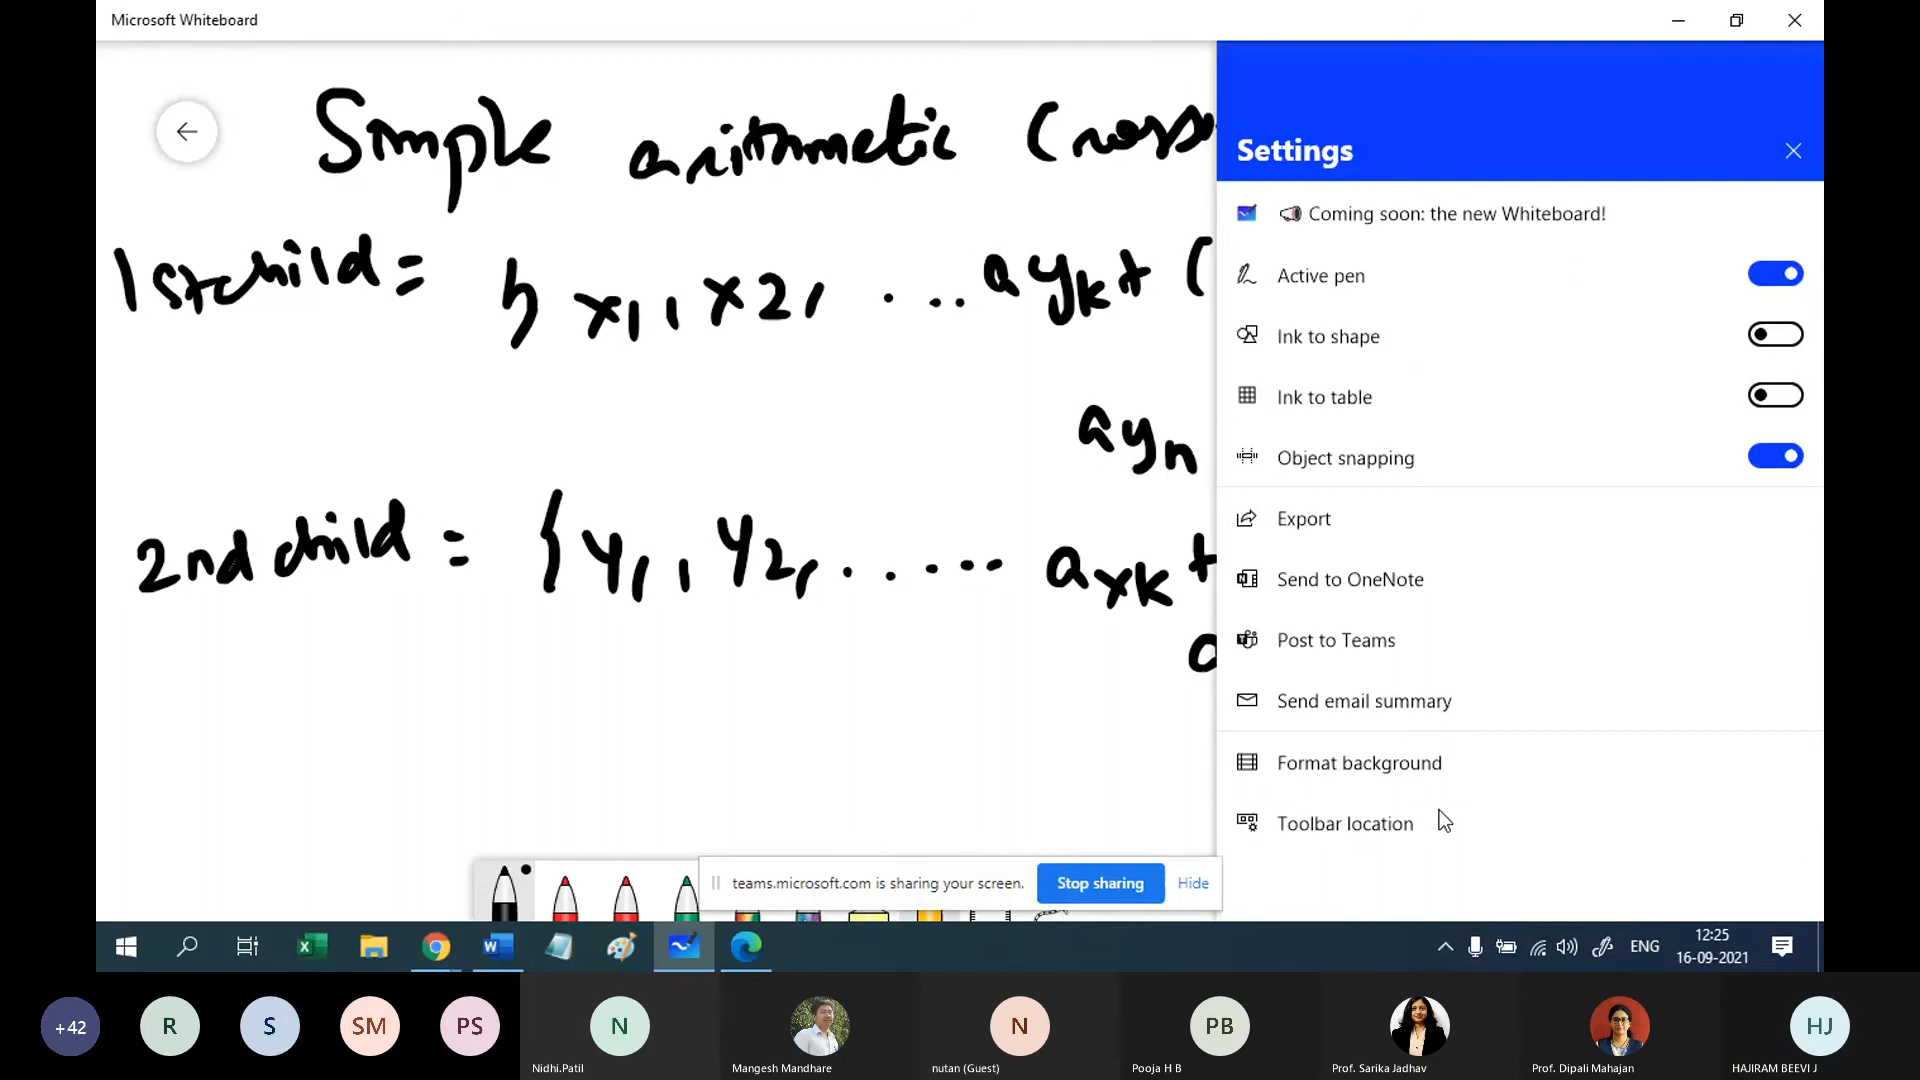 Microsoft Whiteboard
Simple arithmetic Cross
1st child = { x1, x2, ... ayk + (
ayn
2nd child = { y1, y2, ..... axk +
Settings
Coming soon: the new Whiteboard!
Active pen
Ink to shape
Ink to table
Object snapping
Export
Send to OneNote
Post to Teams
Send email summary
Format background
Toolbar location
teams.microsoft.com is sharing your screen. Stop sharing Hide
ENG
12:25
16-09-2021
+42 R S SM PS N N PB HJ
Nidhi.Patil Mangesh Mandhare nutan (Guest) Pooja H B Prof. Sarika Jadhav Prof. Dipali Mahajan HAJIRAM BEEVI J